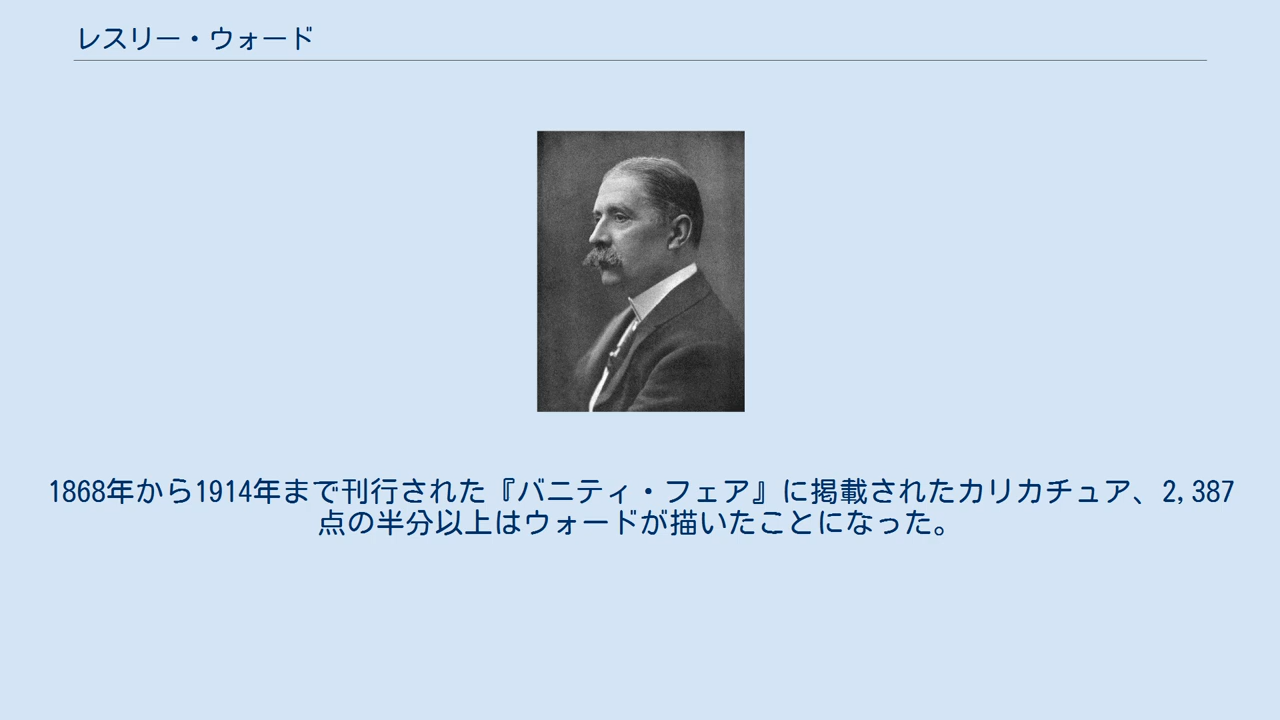 レスリー・ウォード
1868年から1914年まで刊行された『バニティ・フェア』に掲載されたカリカチュア、2,387
点の半分以上はウォードが描いたことになった。